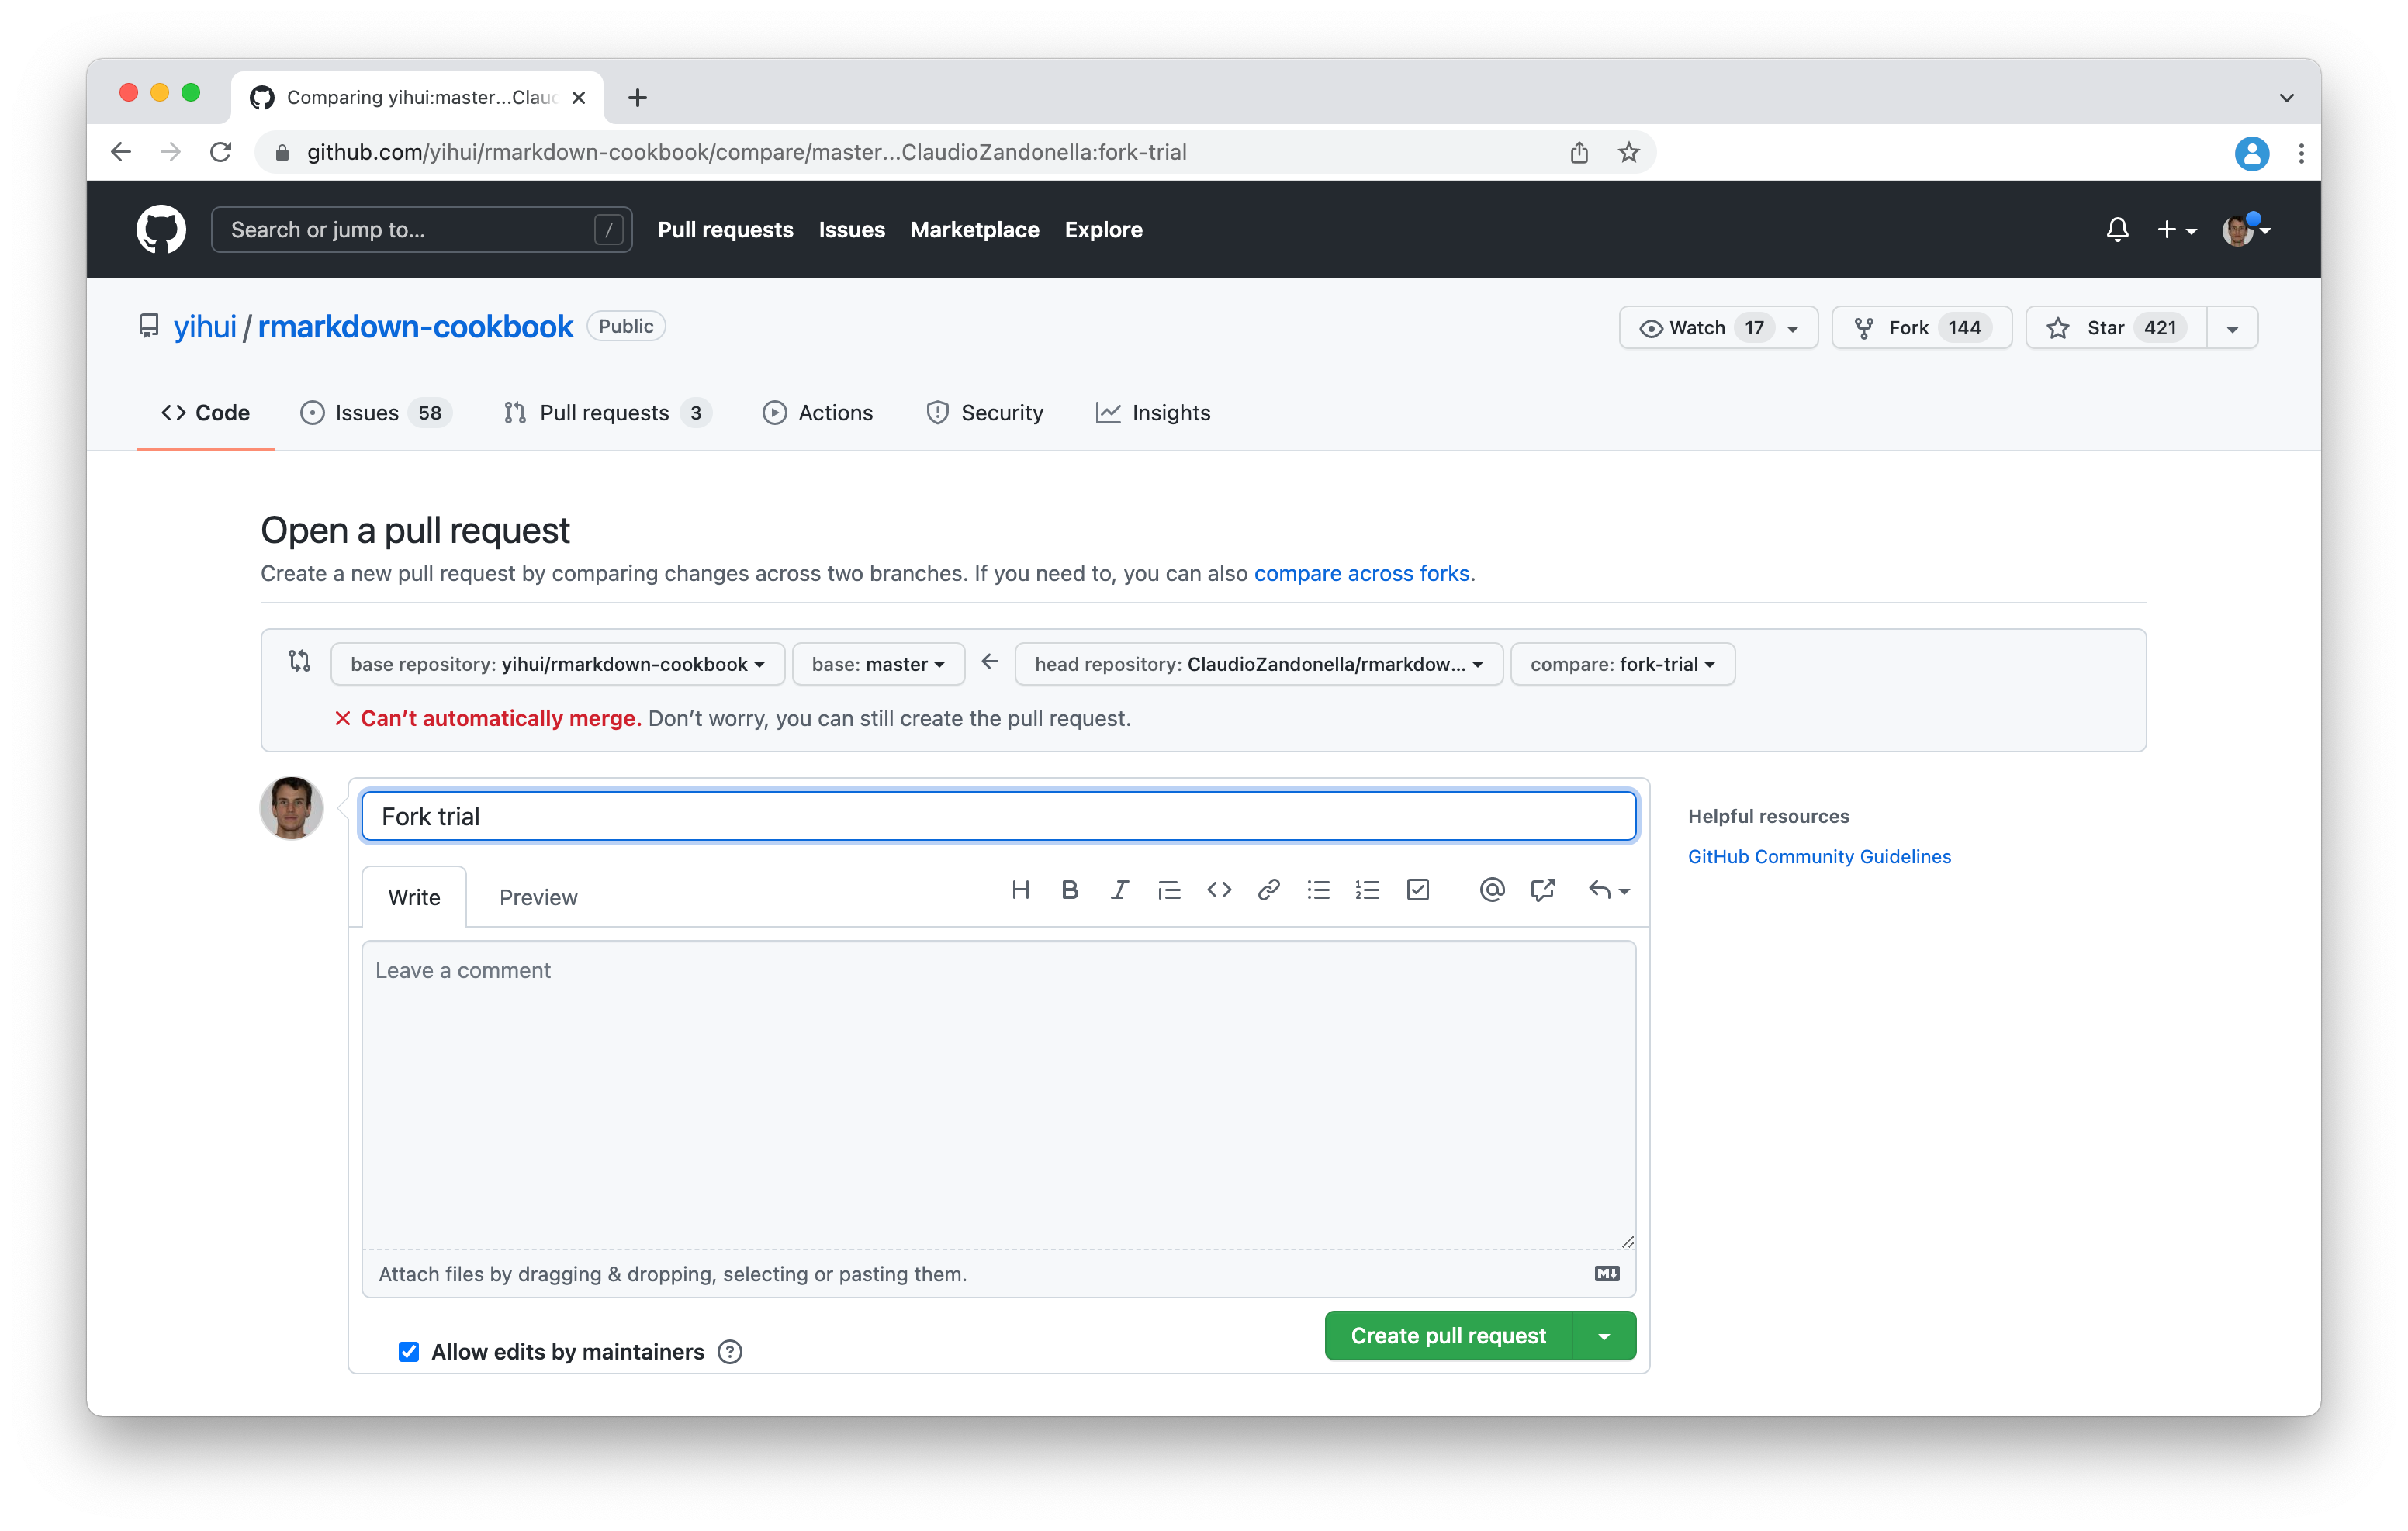 Comparing yihui:master...Clau
github.com/yihui/rmarkdown-cookbook/compare/master...ClaudioZandonella:fork-trial
Search or jump to... / Pull requests Issues Marketplace Explore
yihui / rmarkdown-cookbook Public Watch 17 Fork 144 Star 421
Code Issues 58 Pull requests 3 Actions Security Insights
Open a pull request
Create a new pull request by comparing changes across two branches. If you need to, you can also compare across forks.
base repository: yihui/rmarkdown-cookbook base: master ← head repository: ClaudioZandonella/rmarkdow... compare: fork-trial
Can’t automatically merge. Don’t worry, you can still create the pull request.
Fork trial
Helpful resources
GitHub Community Guidelines
Write Preview
Leave a comment
Attach files by dragging & dropping, selecting or pasting them.
Allow edits by maintainers
Create pull request